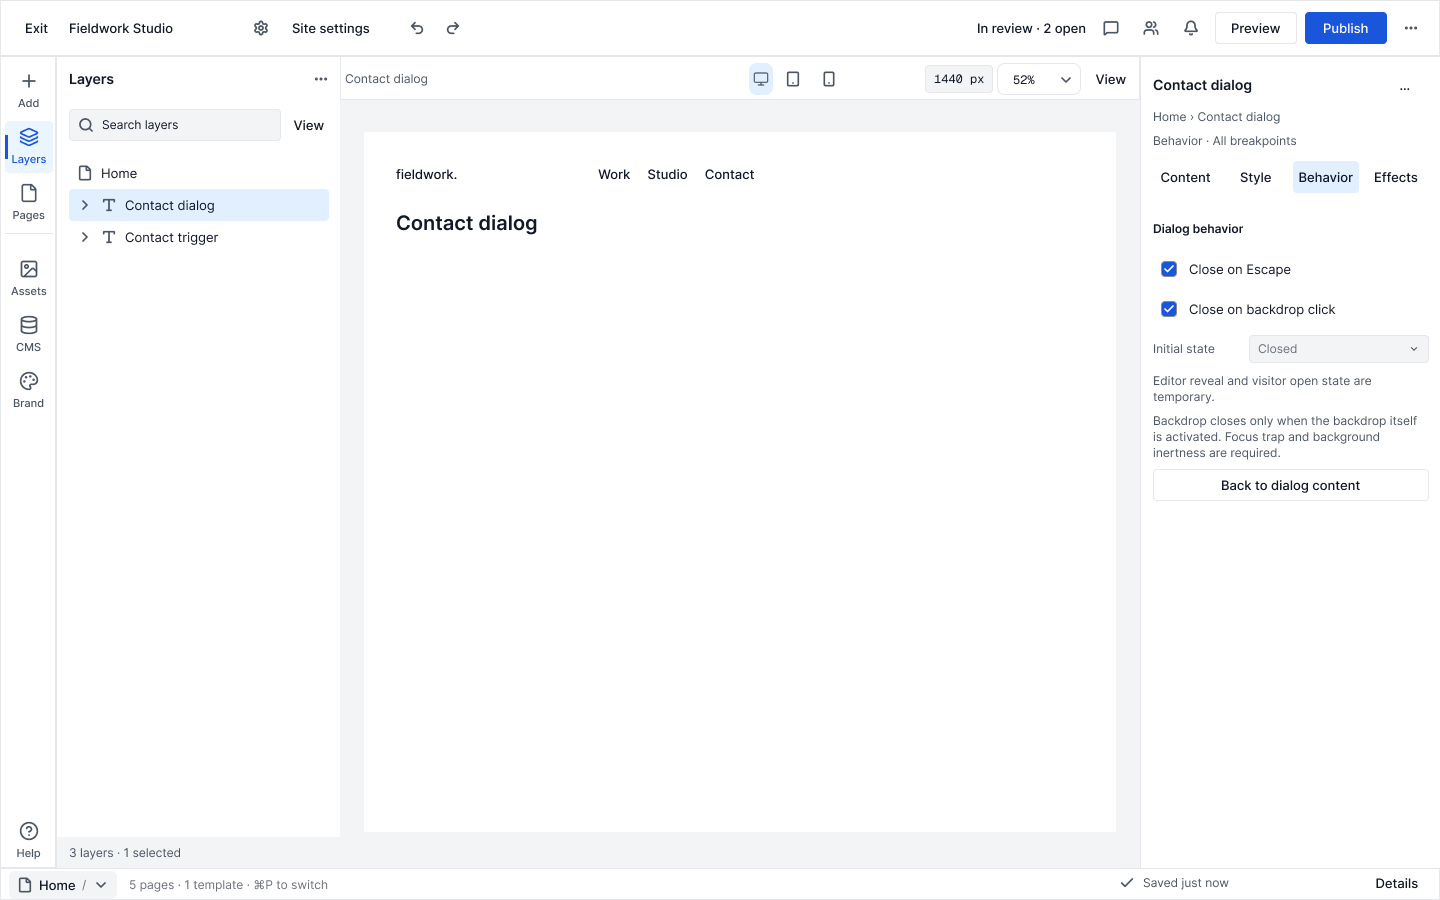 Exit Fieldwork Studio Site settings In review · 2 open Preview Publish
Add
Layers
Pages
Assets
CMS
Brand
Help
Layers
Search layers View
Home
Contact dialog
Contact trigger
3 layers · 1 selected
Contact dialog 1440 px 52% View
fieldwork. Work Studio Contact
Contact dialog
Contact dialog
Home › Contact dialog
Behavior · All breakpoints
Content Style Behavior Effects
Dialog behavior
Close on Escape
Close on backdrop click
Initial state Closed
Editor reveal and visitor open state are
temporary.
Backdrop closes only when the backdrop itself
is activated. Focus trap and background
inertness are required.
Back to dialog content
Home / 5 pages · 1 template · ⌘P to switch Saved just now Details